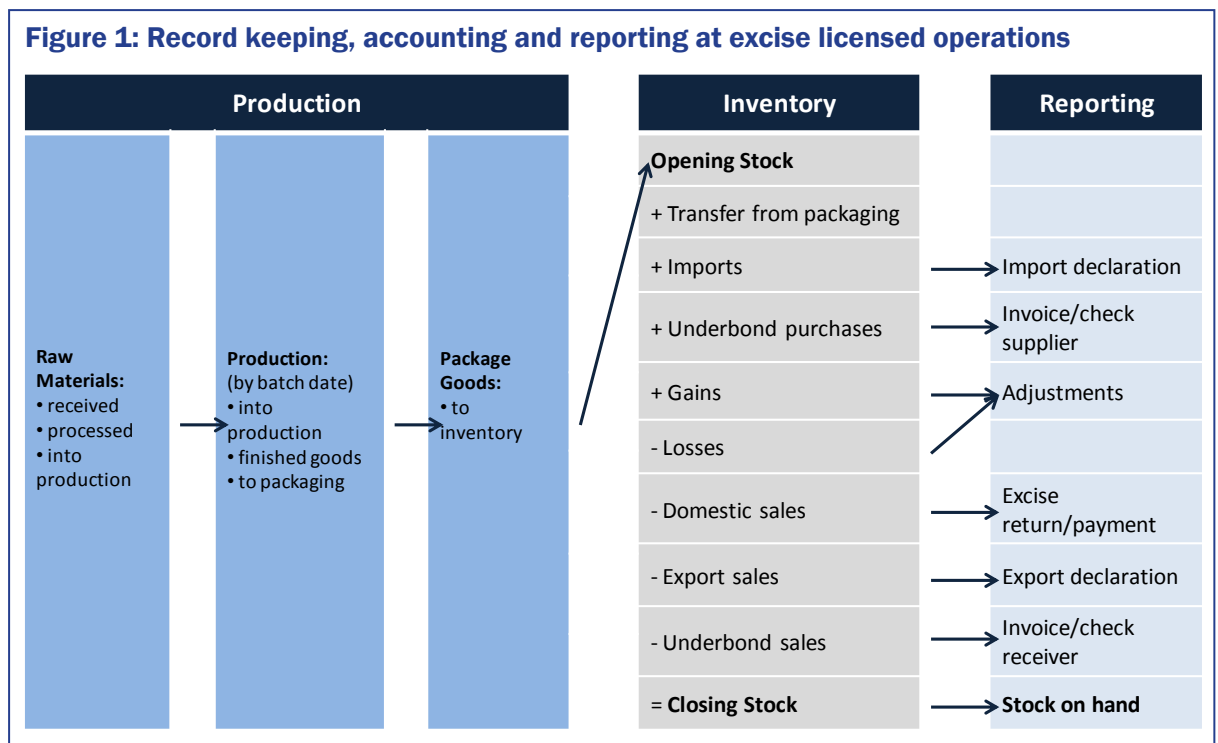 Figure 1: Record keeping, accounting and reporting at excise licensed operations
Production
Raw
Materials:
• received
• processed
• into
production
Production:
(by batch date)
• into
production
• finished goods
• to packaging
Package
Goods:
• to
inventory
Inventory
Opening Stock
+ Transfer from packaging
+ Imports
+ Underbond purchases
+ Gains
- Losses
- Domestic sales
- Export sales
- Underbond sales
= Closing Stock
Reporting
Import declaration
Invoice/check
supplier
Adjustments
Excise
return/payment
Export declaration
Invoice/check
receiver
Stock on hand